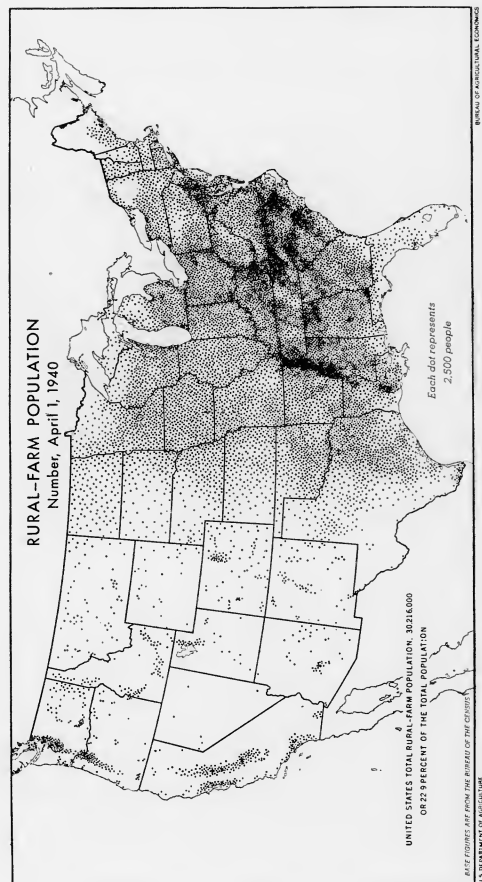 RURAL-FARM POPULATION
Number, April 1, 1940
Each dot represents
2,500 people
UNITED STATES TOTAL RURAL-FARM POPULATION, 30,216,000
OR 22.9 PERCENT OF THE TOTAL POPULATION
BASE FIGURES ARE FROM THE BUREAU OF THE CENSUS
U.S. DEPARTMENT OF AGRICULTURE
BUREAU OF AGRICULTURAL ECONOMICS